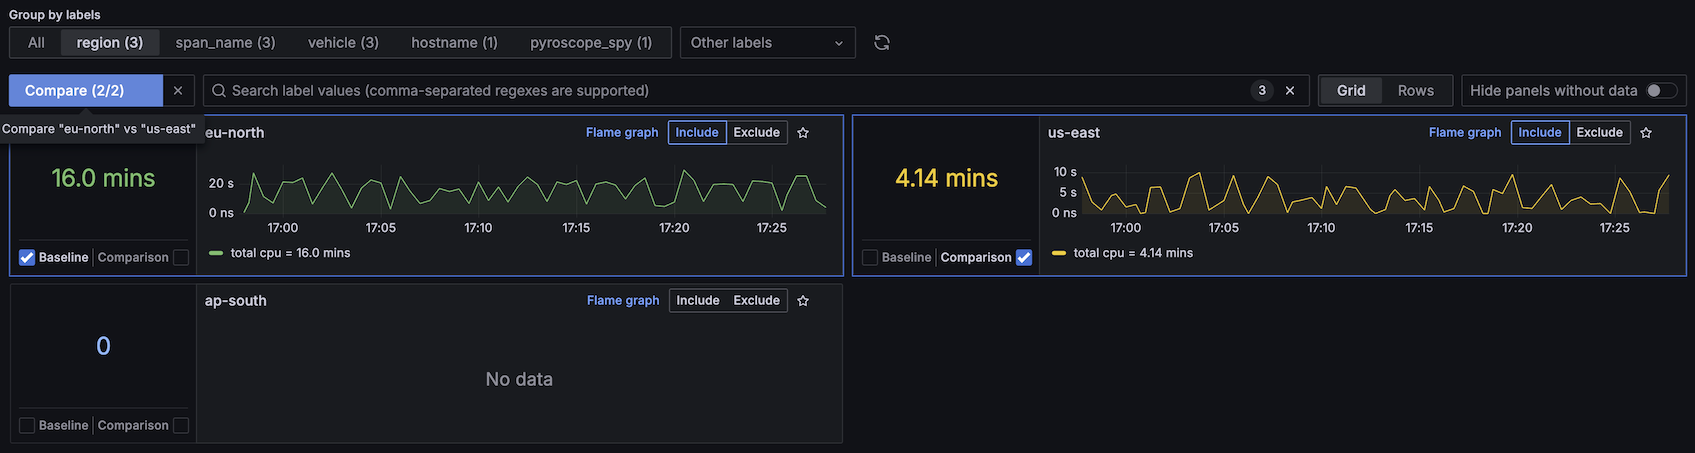 Group by labels
All region (3) span_name (3) vehicle (3) hostname (1) pyroscope_spy (1) Other labels
Compare (2/2) Search label values (comma-separated regexes are supported) 3 Grid Rows Hide panels without data
Compare "eu-north" vs "us-east"
eu-north Flame graph Include Exclude
16.0 mins
20 s
0 ns
17:00 17:05 17:10 17:15 17:20 17:25
Baseline Comparison
total cpu = 16.0 mins
us-east Flame graph Include Exclude
4.14 mins
10 s
5 s
0 ns
17:00 17:05 17:10 17:15 17:20 17:25
Baseline Comparison
total cpu = 4.14 mins
ap-south Flame graph Include Exclude
0
No data
Baseline Comparison